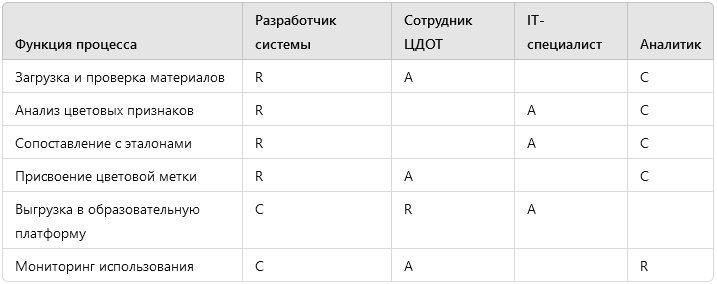 Функция процесса Разработчик системы Сотрудник ЦДОТ IT-специалист Аналитик
Загрузка и проверка материалов R A C
Анализ цветовых признаков R A C
Сопоставление с эталонами R A C
Присвоение цветовой метки R A C
Выгрузка в образовательную C R A
платформу
Мониторинг использования C A R